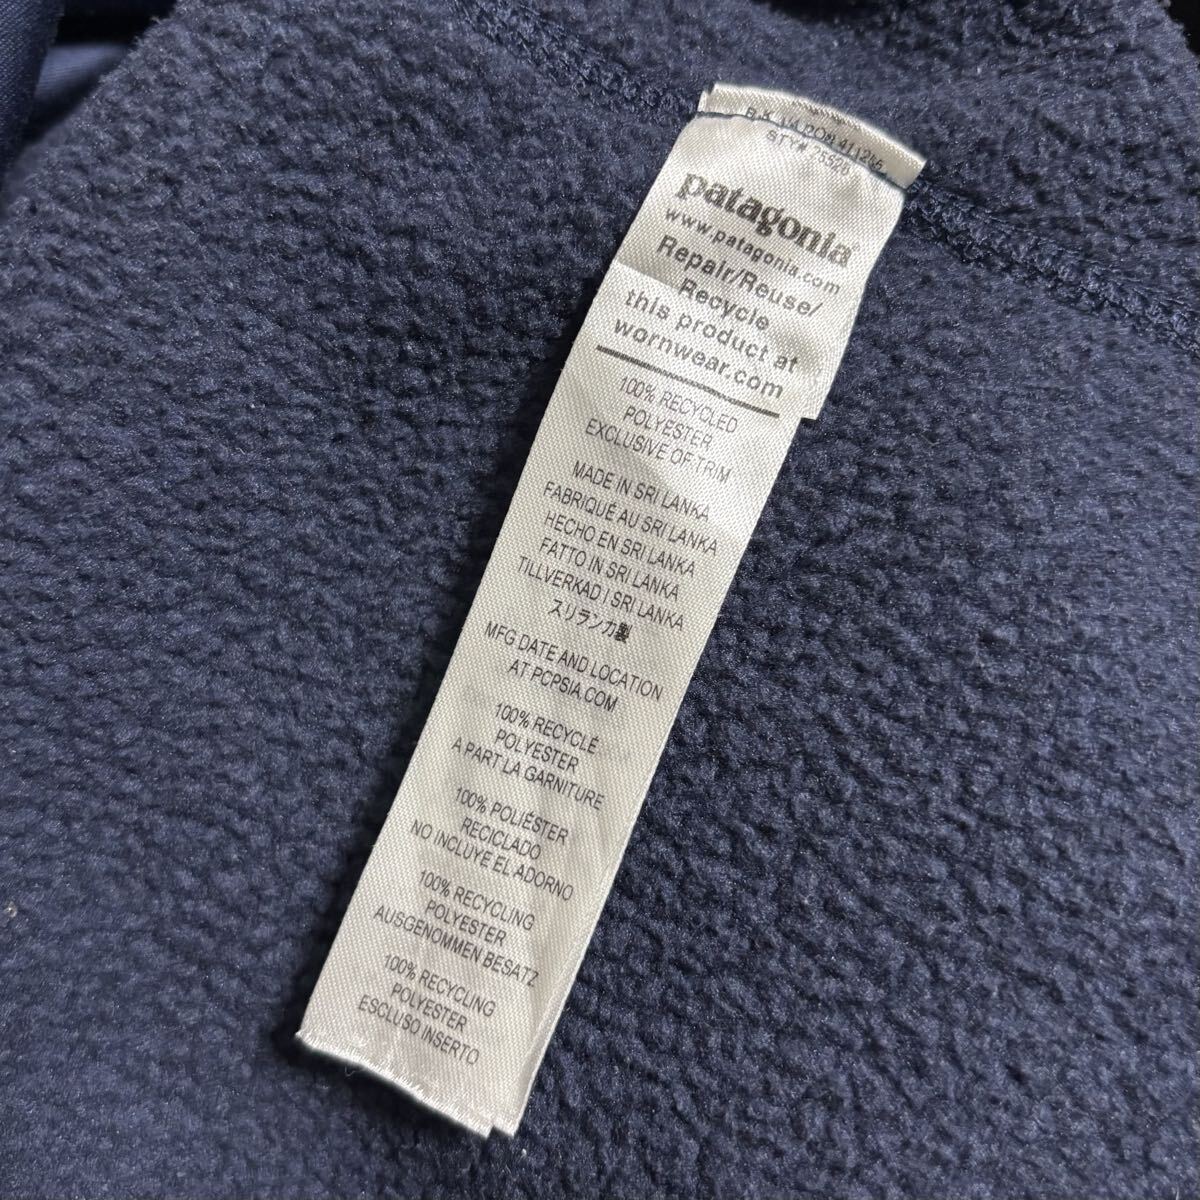 STY# 25528
patagonia
www.patagonia.com
Repair/Reuse/
Recycle
this product at
wornwear.com
100% RECYCLED
POLYESTER
EXCLUSIVE OF TRIM
MADE IN SRI LANKA
FABRIQUÉ AU SRI LANKA
HECHO EN SRI LANKA
FATTO IN SRI LANKA
TILLVERKAD I SRI LANKA
スリランカ製
MFG DATE AND LOCATION
AT PCPSIA.COM
100% RECYCLÉ
POLYESTER
A PART LA GARNITURE
100% POLIÉSTER
RECICLADO
NO INCLUYE EL ADORNO
100% RECYCLING
POLYESTER
AUSGENOMMEN BESATZ
100% RECYCLING
POLYESTER
ESCLUSO INSERTO